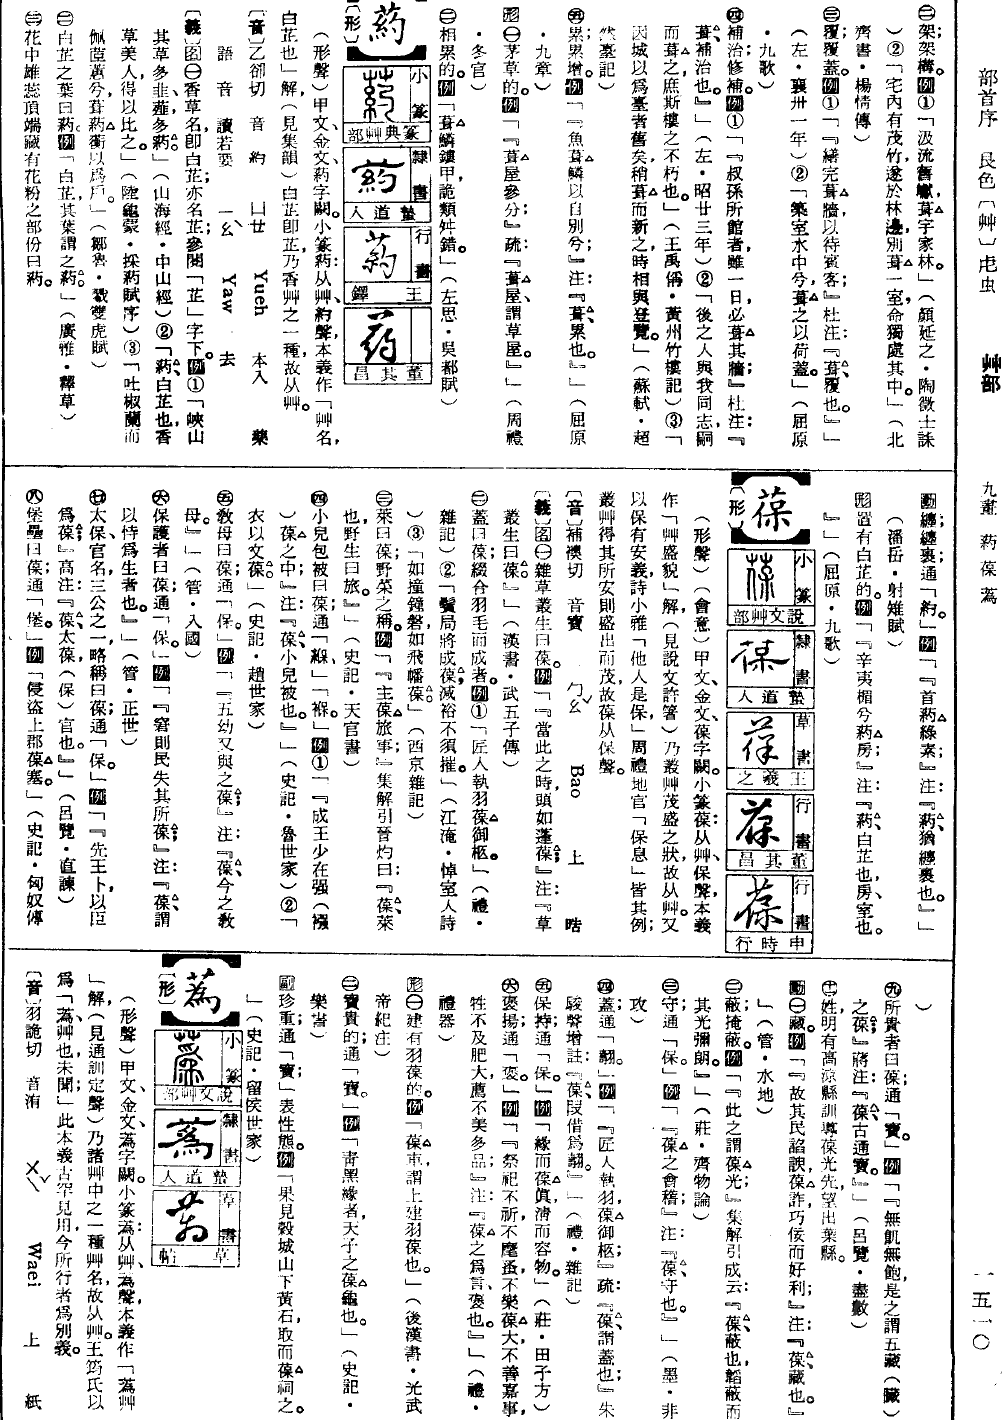 部首序　艮色〔艸〕虍虫
艸部
九畫　葯葆蒍
一五一〇
㊁架架構。例①「汲流舊巘葺宇家林」（顏延之・陶徵士誄
）②「宅內有茂竹，遂於林邊別葺一室，命獨處其中」（北
齊書・楊愔傳）
㊂覆覆蓋。例①「『繕完葺牆，以待賓客』杜注：『葺、覆也。』」
（左・襄卅一年）②「築室水中兮，葺之以荷蓋。」（屈原
・九歌）
㊃補治；修補。例①「『叔孫所館者，雖一日必葺其牆；』杜注：『
葺、補治也。』」（左・昭廿三年）②「後之人與我同志，嗣
而葺之，庶斯樓之不朽也。」（王禹偁・黃州竹樓記）③「
因城以爲臺者舊矣，稍葺而新之，時相與登覽。」（蘇軾・超
然臺記）
㊄累累增。例「『魚葺鱗以自別兮』注：『葺、累也。』」（屈原
・九章）
形㊀茅草的。例「『葺屋參分；』疏：『葺屋，謂草屋。』」（周禮
・冬官）
㊁相累的。例「葺鱗鏤甲，詭類舛錯。」（左思・吳都賦）
葯
〔形〕
小篆　篆典艸部
隸書　蟄道人
行書　王鐸
董其昌
（形聲）甲文、金文葯字闕。小篆葯：从艸，約聲，本義作「艸名，
白芷也」解，（見集韻）白芷卽芷，乃香艸之一種，故从艸。
〔音〕乙卻切　音約　ㄩㄝ　Yueh　本入　藥
語音　讀若要　ㄧㄠ　Yaw　去
〔義〕名㊀香草名，卽白芷，亦名芷，參閱「芷」字下。例①「峽山
其草多韭薤，多葯。」（山海經・中山經）②「葯、白芷也，香
草美人，得以比之。」（陸龜蒙・採葯賦序）③「吐椒蘭而
佩茝蕙兮，葺葯蘅以爲戶。」（鄒魯・戮雙虎賦）
㊁白芷之葉曰葯。例「白芷，其葉謂之葯。」（廣雅・釋草）
㊂花中雄蕊頂端藏有花粉之部份曰葯。
動纏；纏裹；通「約。」例「『首葯綠素；』注：『葯、猶纏裹也。』」
（潘岳・射雉賦）
形置有白芷的。例「『辛夷楣兮葯房；』注：『葯、白芷也，房、室也。
』」（屈原・九歌）
葆
〔形〕
小篆　說文艸部
隸書　蟄道人
草書　王羲之
行書　董其昌
行書　申時行
（形聲）（會意）甲文、金文葆字闕。小篆葆：从艸、保聲，本義
作「艸盛貌」解，（見說文許箸）乃叢艸茂盛之狀，故从艸。又
以保有安義，詩小雅「他人是保，」周禮地官「保息，」皆其例；
叢艸得其所安則盛出而茂，故葆从保聲。
〔音〕補襖切　音寶　ㄅㄠ　Bao　上　晧
〔義〕名㊀雜草叢生曰葆。例「『當此之時，頭如蓬葆；』注：『草
叢生曰葆。』」（漢書・武五子傳）
㊁蓋曰葆；綴合羽毛而成者。例①「匠人執羽葆御柩。」（禮・
雜記）②「鬢局將成葆，減裕不須摧。」（江淹・悼室人詩
）③「如撞鐘磬，如飛幡葆。」（西京雜記）
㊂菜曰葆；野菜之稱。例「『主葆旅事；』集解引晉灼曰：『葆、菜
也，野生曰旅。』」（史記・天官書）
㊃小兒包被曰葆；通「緥」「褓。」例①「『成王少，在强（襁
）葆之中』注：『葆、小兒被也。』」（史記・魯世家）②「
衣以文葆。」（史記・趙世家）
㊄教母曰葆；通「保。」例「『五幼又與之葆；』注：『葆、今之教
母。』」（管・入國）
㊅保護者曰葆；通「保。」例「『窘則民失其所葆；』注：『葆、謂
以恃爲生者也。』」（管・正世）
㊆太保，官名，三公之一，略稱曰葆；通「保。」例「『先王卜以臣
爲葆』高注：『葆、太葆（保）官也。』」（呂覽・直諫）
㊇堡壘曰葆；通「堡。」例「侵盜上郡葆塞。」（史記・匈奴傳
）
㊈所貴者曰葆；通「寶。」例「『無飢無飽，是之謂五藏（臟）
之葆；』蔣注：『葆、古通寶。』」（呂覽・盡數）
㊉姓，明有高涼縣訓導葆光先，望出葉縣。
動㊀藏。例「『故其民諂諛葆詐，巧佞而好利；』注：『葆、藏也。』
」（管・水地）
㊁蔽；掩蔽。例「『此之謂葆光』集解引成云：『葆、蔽也，韜蔽而
其光彌朗。』」（莊・齊物論）
㊂守；通「保。」例「『葆之會稽；』注：『葆、守也。』」（墨・非
攻）
㊃蓋；通「翿。」例「『匠人執羽葆御柩；』疏：『葆、謂蓋也；』朱
駿聲增註：『葆、叚借爲翿。』」（禮・雜記）
㊄保持；通「保。」例「緣而葆眞，淸而容物。」（莊・田子方）
㊅褒揚；通「褒。」例「『祭祀不祈，不麾蚤，不樂葆大，不善嘉事，
牲不及肥大，薦不美多品；』注：『葆之爲言，褒也。』」（禮・
禮器）
形㊀建有羽葆的。例「葆車，謂上建羽葆也。」（後漢書・光武
帝紀注）
㊁寶貴的；通「寶。」例「靑黑緣者，天子之葆龜也。」（史記・
樂書）
副珍重；通「寶；」表性態。例「果見穀城山下黃石，取而葆祠之。
」（史記・留侯世家）
蒍
〔形〕
小篆　說文艸部
隸書　蟄道人
草書　草帖
（形聲）甲文、金文蒍字闕。小篆蒍：从艸、爲聲，本義作「蒍艸
」解，（見通訓定聲）乃諸艸中之一種艸名，故从艸。王筠氏以
爲「蒍、艸也，未聞」此本義古罕見用，今所行者爲別義。
〔音〕羽詭切　音洧　ㄨㄟ　Waei　上　紙